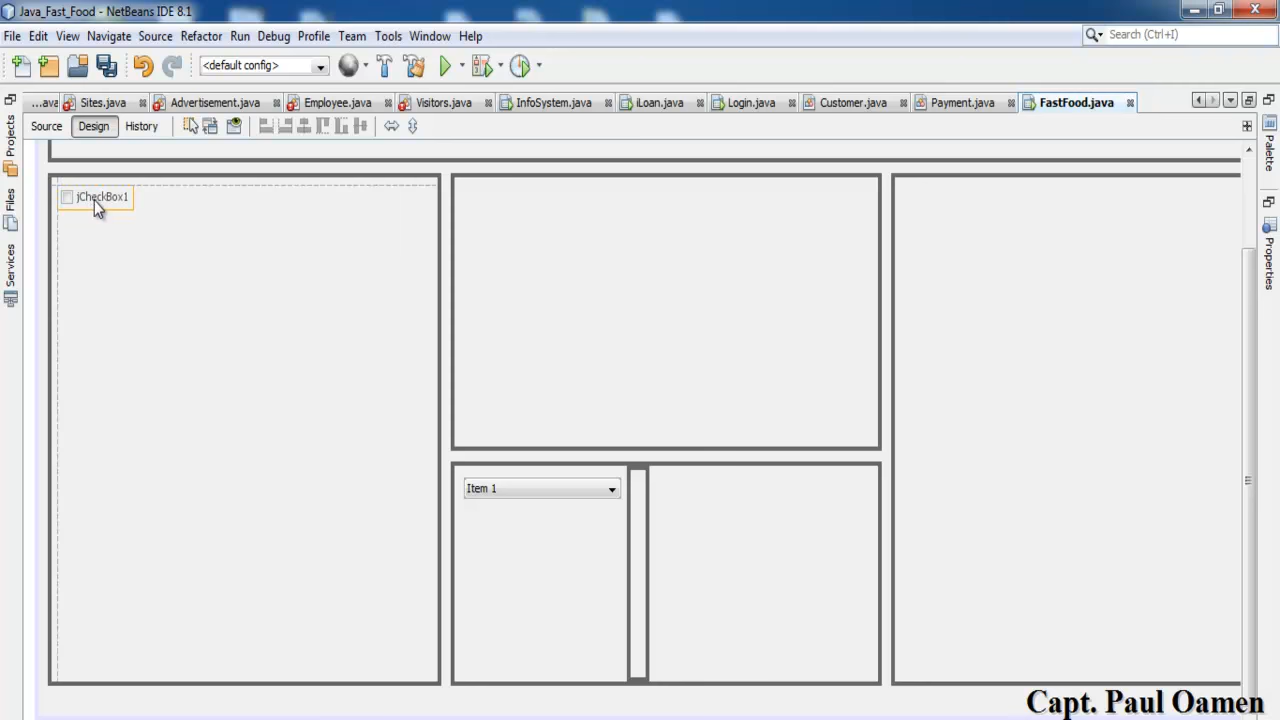 Java_Fast_Food - NetBeans IDE 8.1
File Edit View Navigate Source Refactor Run Debug Profile Team Tools Window Help
Search (Ctrl+I)
<default config>
...ava Sites.java Advertisement.java Employee.java Visitors.java InfoSystem.java iLoan.java Login.java Customer.java Payment.java FastFood.java
Source Design History
Projects
Files
Services
Palette
Properties
jCheckBox1
Item 1
Capt. Paul Oamen